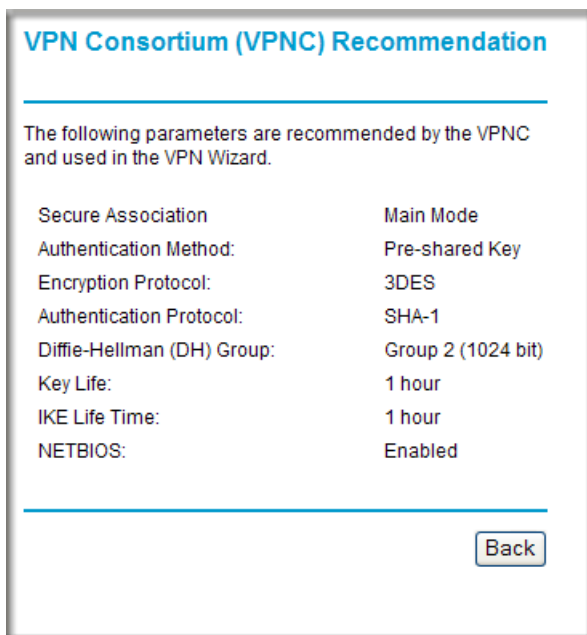 VPN Consortium (VPNC) Recommendation
The following parameters are recommended by the VPNC
and used in the VPN Wizard.
Secure Association Main Mode
Authentication Method: Pre-shared Key
Encryption Protocol: 3DES
Authentication Protocol: SHA-1
Diffie-Hellman (DH) Group: Group 2 (1024 bit)
Key Life: 1 hour
IKE Life Time: 1 hour
NETBIOS: Enabled
Back